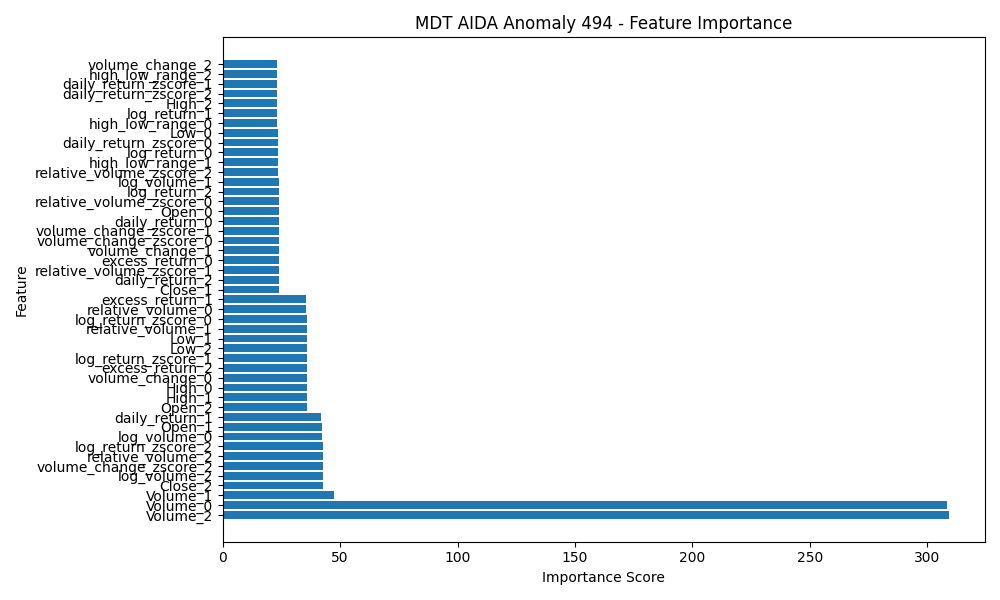 MDT AIDA Anomaly 494 - Feature Importance
volume_change_2
high_low_range_2
daily_return_zscore_1
daily_return_zscore_2
High_2
log_return_1
high_low_range_0
Low_0
daily_return_zscore_0
log_return_0
high_low_range_1
relative_volume_zscore_2
log_volume_1
log_return_2
relative_volume_zscore_0
Open_0
daily_return_0
volume_change_zscore_1
volume_change_zscore_0
volume_change_1
excess_return_0
relative_volume_zscore_1
daily_return_2
Close_1
excess_return_1
relative_volume_0
log_return_zscore_0
relative_volume_1
Low_1
Low_2
log_return_zscore_1
excess_return_2
volume_change_0
High_0
High_1
Open_2
daily_return_1
Open_1
log_volume_0
log_return_zscore_2
relative_volume_2
volume_change_zscore_2
log_volume_2
Close_2
Volume_1
Volume_0
Volume_2
Feature
0 50 100 150 200 250 300
Importance Score